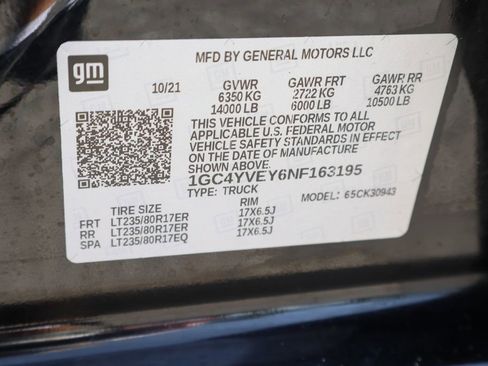 gm
MFD BY GENERAL MOTORS LLC
10/21 GVWR GAWR FRT GAWR RR
6350 KG 2722 KG 4763 KG
14000 LB 6000 LB 10500 LB
THIS VEHICLE CONFORMS TO ALL
APPLICABLE U.S. FEDERAL MOTOR
VEHICLE SAFETY STANDARDS IN EFFECT
ON THE DATE OF MANUFACTURE
SHOWN ABOVE.
1GC4YVEY6NF163195
TYPE: TRUCK MODEL: 65CK30943
TIRE SIZE RIM
FRT LT235/80R17ER 17X6.5J
RR LT235/80R17ER 17X6.5J
SPA LT235/80R17EQ 17X6.5J